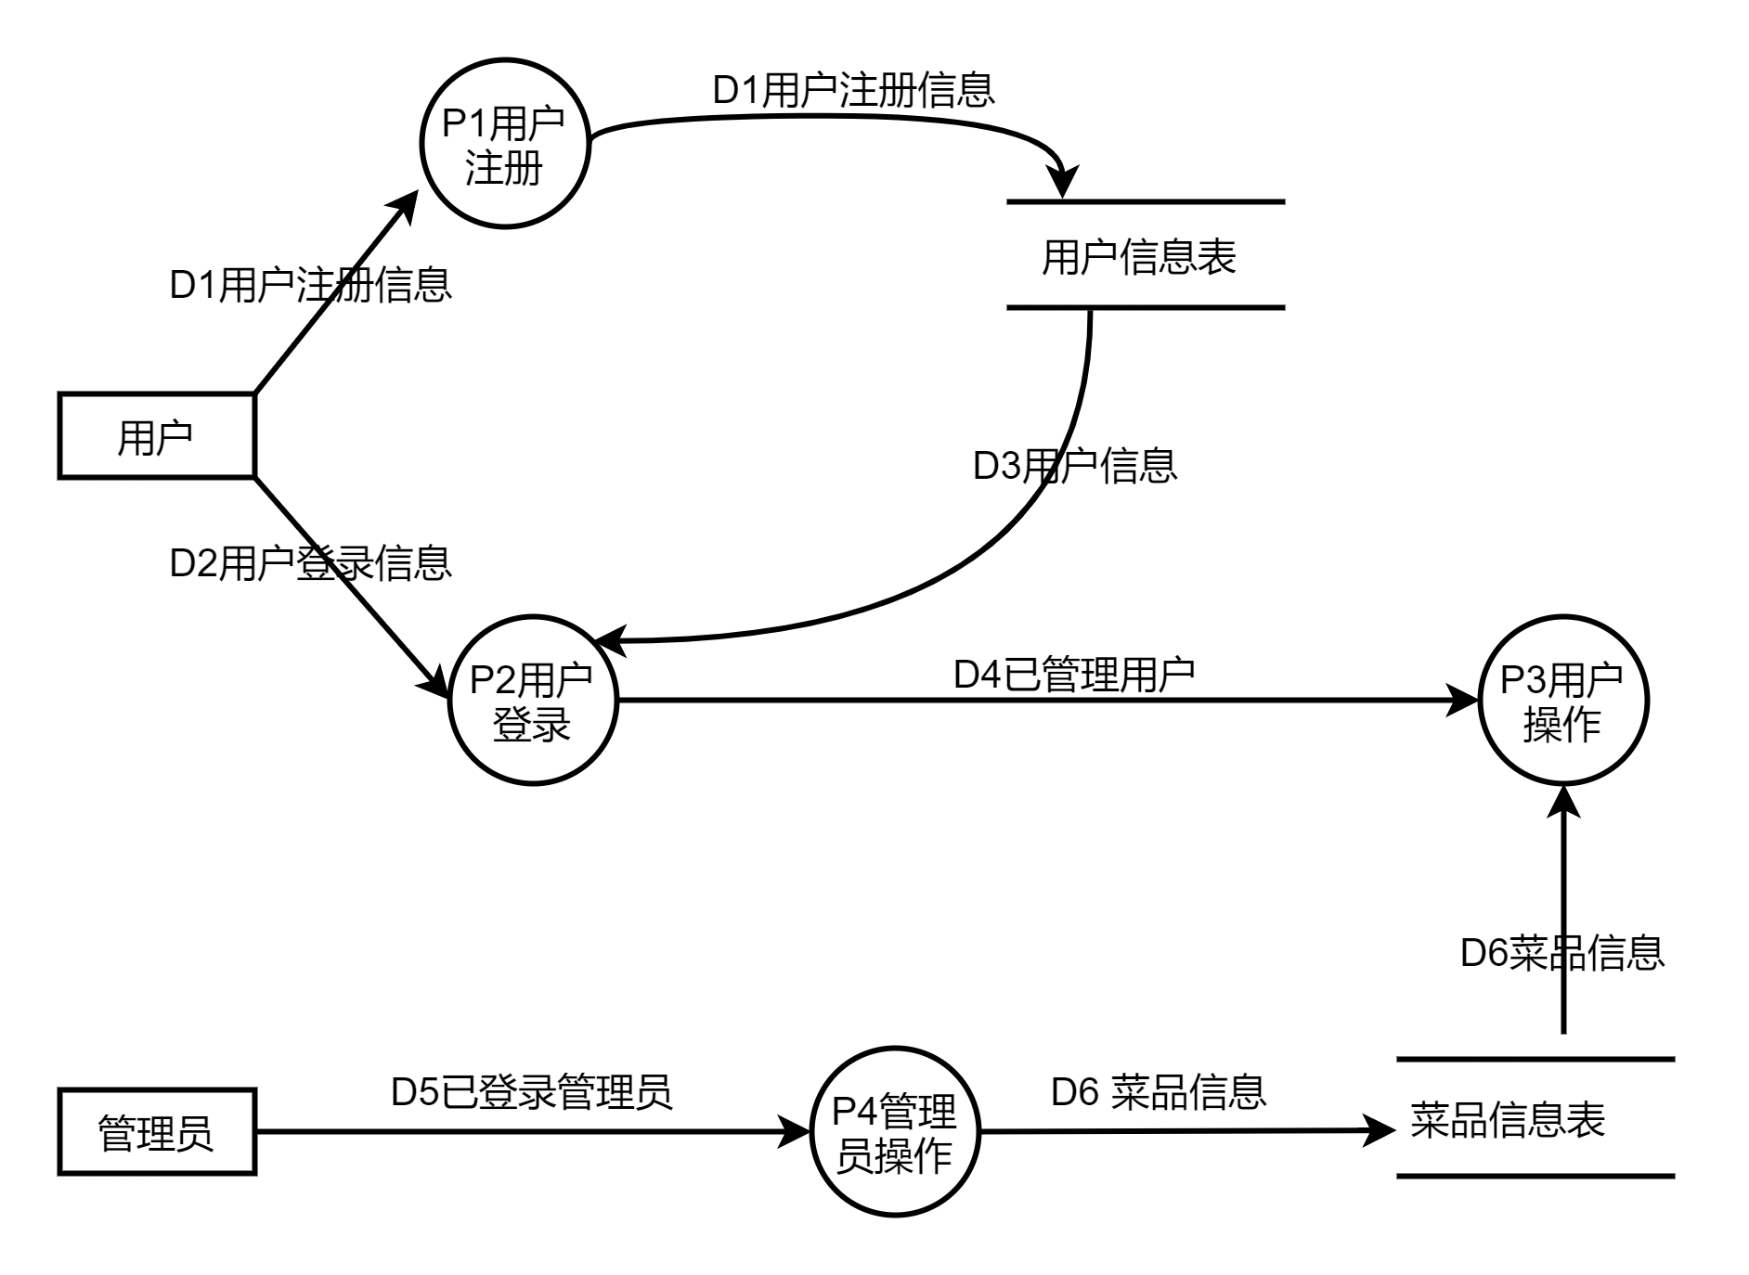 D1用户注册信息
P1用户
注册
D1用户注册信息
用户信息表
用户
D3用户信息
D2用户登录信息
P2用户
登录
D4已管理用户
P3用户
操作
D6菜品信息
管理员
D5已登录管理员
P4管理
员操作
D6 菜品信息
菜品信息表